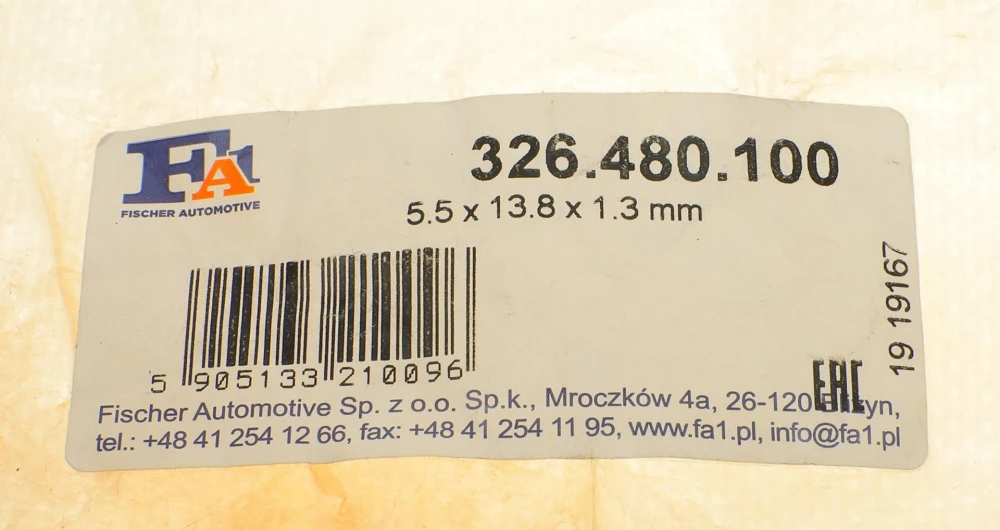 FA1
FISCHER AUTOMOTIVE
326.480.100
5.5 x 13.8 x 1.3 mm
19 19167
5 905133 210096
EAC
Fischer Automotive Sp. z o.o. Sp.k., Mroczków 4a, 26-120
tel.: +48 41 254 12 66, fax: +48 41 254 11 95, www.fa1.pl, info@fa1.pl